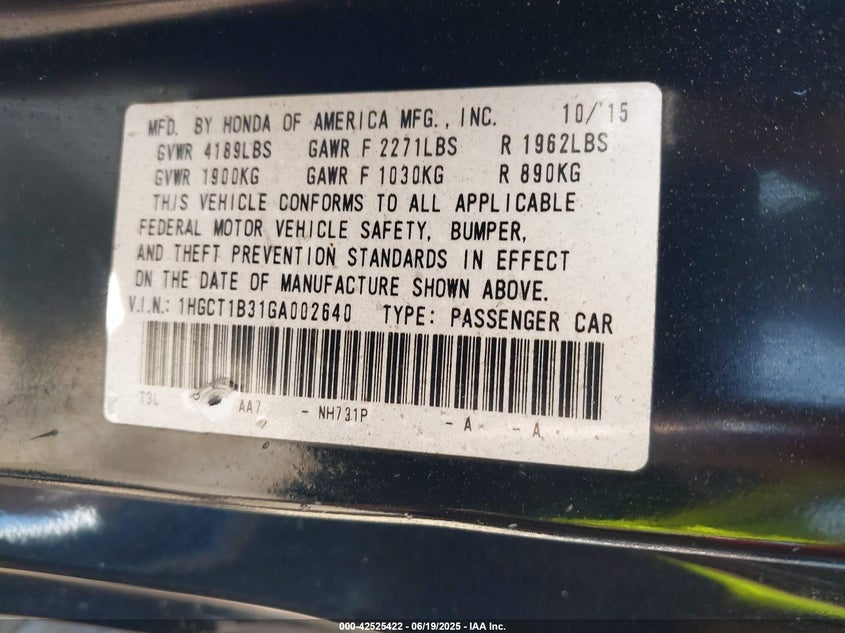 MFD. BY HONDA OF AMERICA MFG., INC. 10/'15
GVWR 4189LBS GAWR F 2271LBS R 1962LBS
GVWR 1900KG GAWR F 1030KG R 890KG
THIS VEHICLE CONFORMS TO ALL APPLICABLE
FEDERAL MOTOR VEHICLE SAFETY, BUMPER,
AND THEFT PREVENTION STANDARDS IN EFFECT
ON THE DATE OF MANUFACTURE SHOWN ABOVE.
V.I.N.: 1HGCT1B31GA002640 TYPE: PASSENGER CAR
T3L AA7 - NH731P - A - A
000-42525422 - 06/19/2025 - IAA Inc.